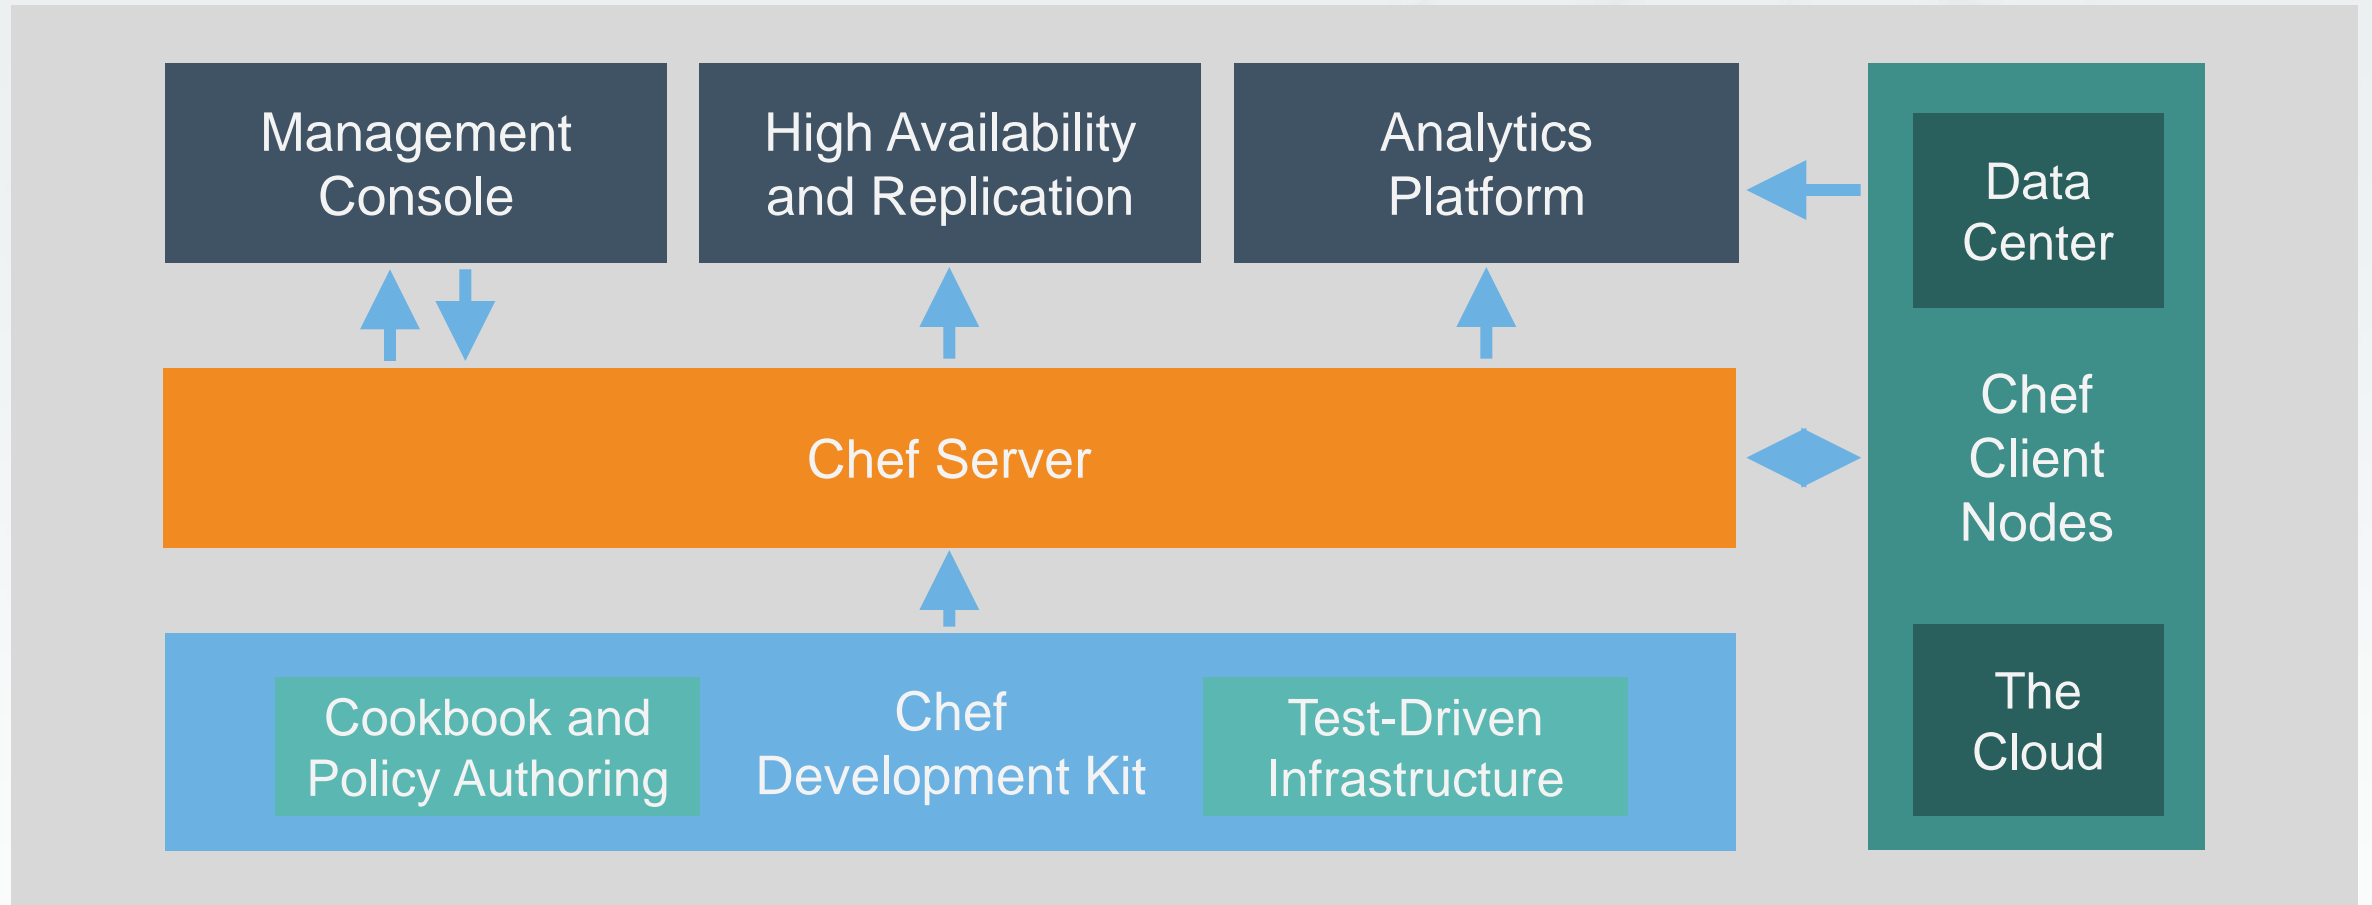 Management
Console
High Availability
and Replication
Analytics
Platform
Data
Center
Chef Server
Chef
Client
Nodes
Cookbook and
Policy Authoring
Chef
Development Kit
Test-Driven
Infrastructure
The
Cloud